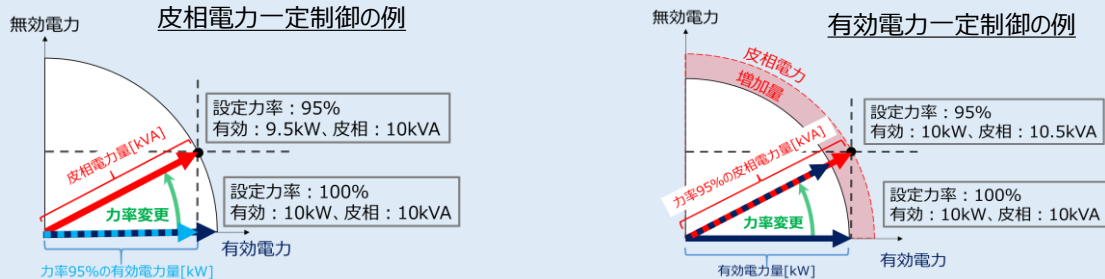 皮相電力一定制御の例
無効電力
設定力率：95%
有効：9.5kW、皮相：10kVA
皮相電力量[kVA]
設定力率：100%
有効：10kW、皮相：10kVA
力率変更
有効電力
力率95%の有効電力量[kW]
有効電力一定制御の例
無効電力
皮相電力
増加量
設定力率：95%
有効：10kW、皮相：10.5kVA
力率95%の皮相電力量[kVA]
設定力率：100%
有効：10kW、皮相：10kVA
力率変更
有効電力
有効電力量[kW]